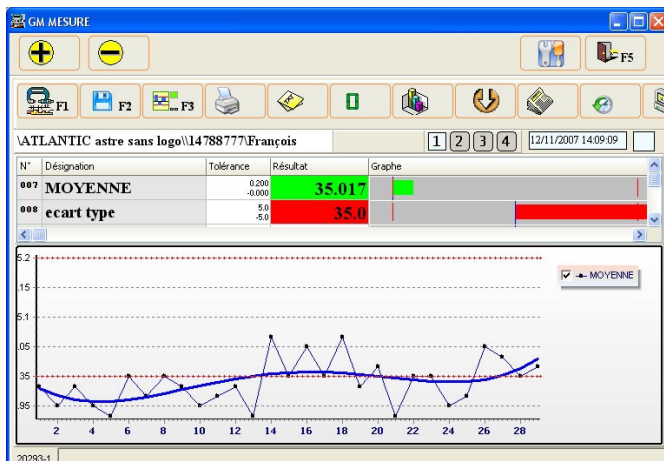 GM MESURE
F5
F1 F2 F3
\ATLANTIC astre sans logo\\14788777\François 1 2 3 4 12/11/2007 14:09:09
N° Désignation Tolérance Résultat Graphe
007 MOYENNE 0.200 -0.000 35.017
008 ecart type 5.0 -5.0 35.0
5.2
.15
5.1
.05
35
.95
MOYENNE
2 4 6 8 10 12 14 16 18 20 22 24 26 28
20293-1